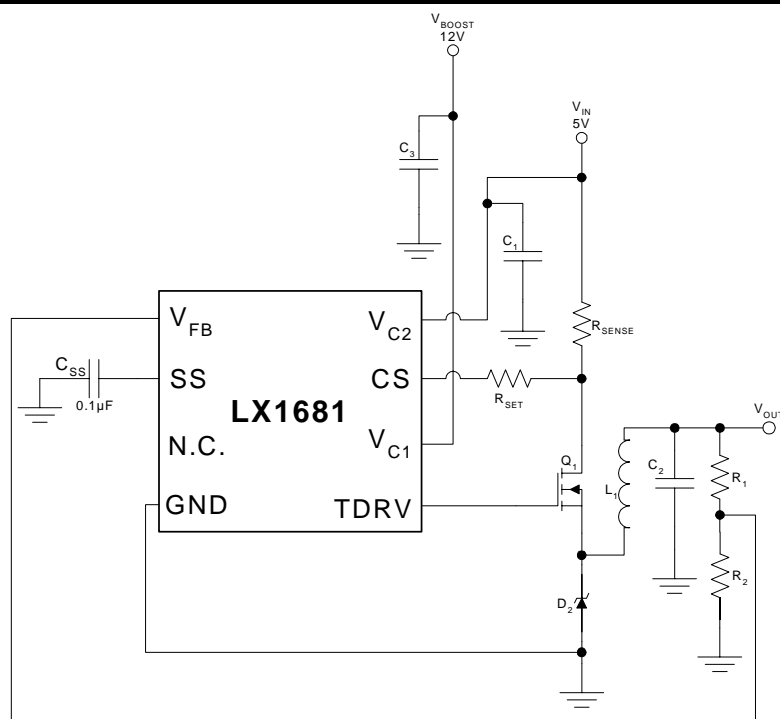 VBOOST
12V
VIN
5V
C3
C1
RSENSE
VFB
VC2
CSS
0.1µF
SS
CS
RSET
LX1681
N.C.
VC1
VOUT
Q1
L1
C2
R1
GND
TDRV
R2
D2